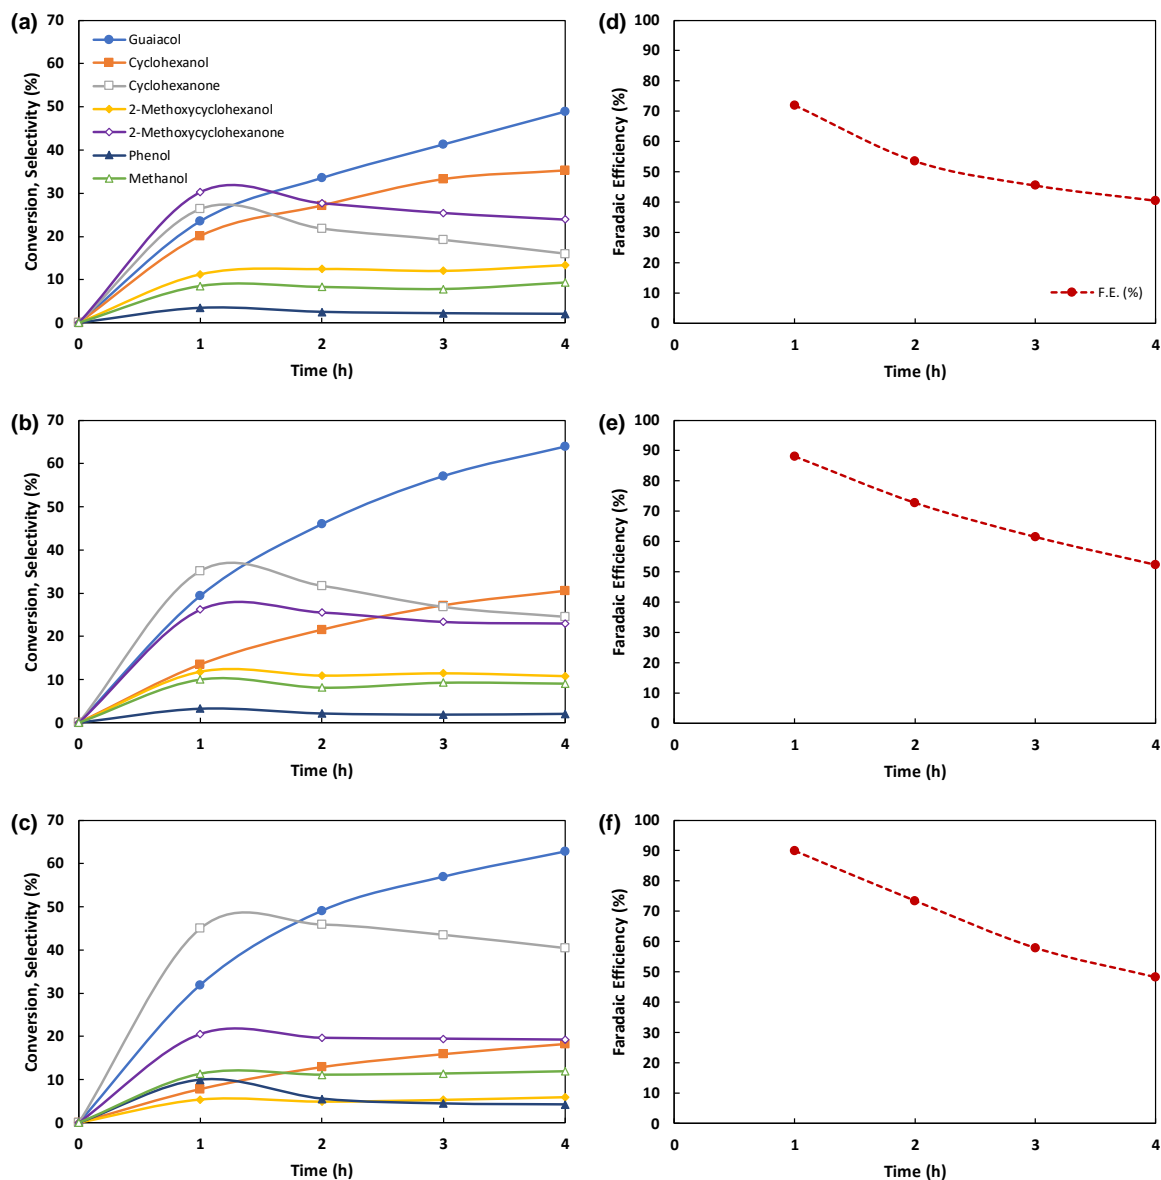 (a)
70
60
50
40
30
20
10
0
Conversion, Selectivity (%)
Guaiacol
Cyclohexanol
Cyclohexanone
2-Methoxycyclohexanol
2-Methoxycyclohexanone
Phenol
Methanol
0 1 2 3 4
Time (h)
(d)
100
90
80
70
60
50
40
30
20
10
0
Faradaic Efficiency (%)
F.E. (%)
0 1 2 3 4
Time (h)
(b)
70
60
50
40
30
20
10
0
Conversion, Selectivity (%)
0 1 2 3 4
Time (h)
(e)
100
90
80
70
60
50
40
30
20
10
0
Faradaic Efficiency (%)
0 1 2 3 4
Time (h)
(c)
70
60
50
40
30
20
10
0
Conversion, Selectivity (%)
0 1 2 3 4
Time (h)
(f)
100
90
80
70
60
50
40
30
20
10
0
Faradaic Efficiency (%)
0 1 2 3 4
Time (h)